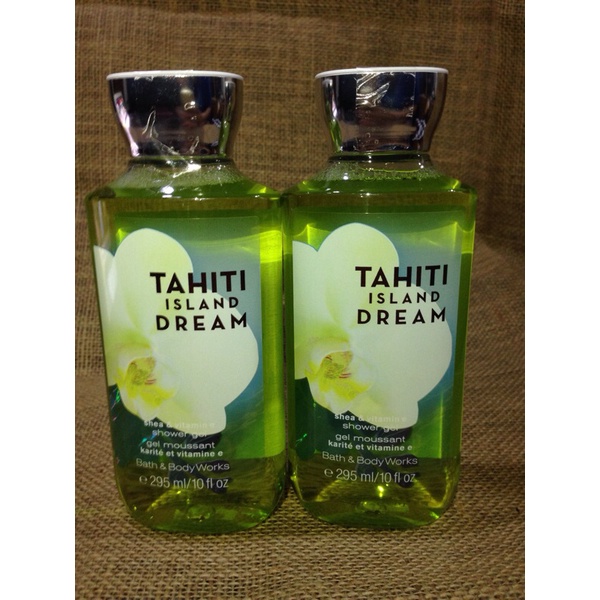 TAHITI
ISLAND
DREAM
shea & vitamin e
shower gel
gel moussant
karité et vitamine e
Bath & Body Works
e 295 ml/10 fl oz
TAHITI
ISLAND
DREAM
shea & vitamin e
shower gel
gel moussant
karité et vitamine e
Bath & Body Works
e 295 ml/10 fl oz